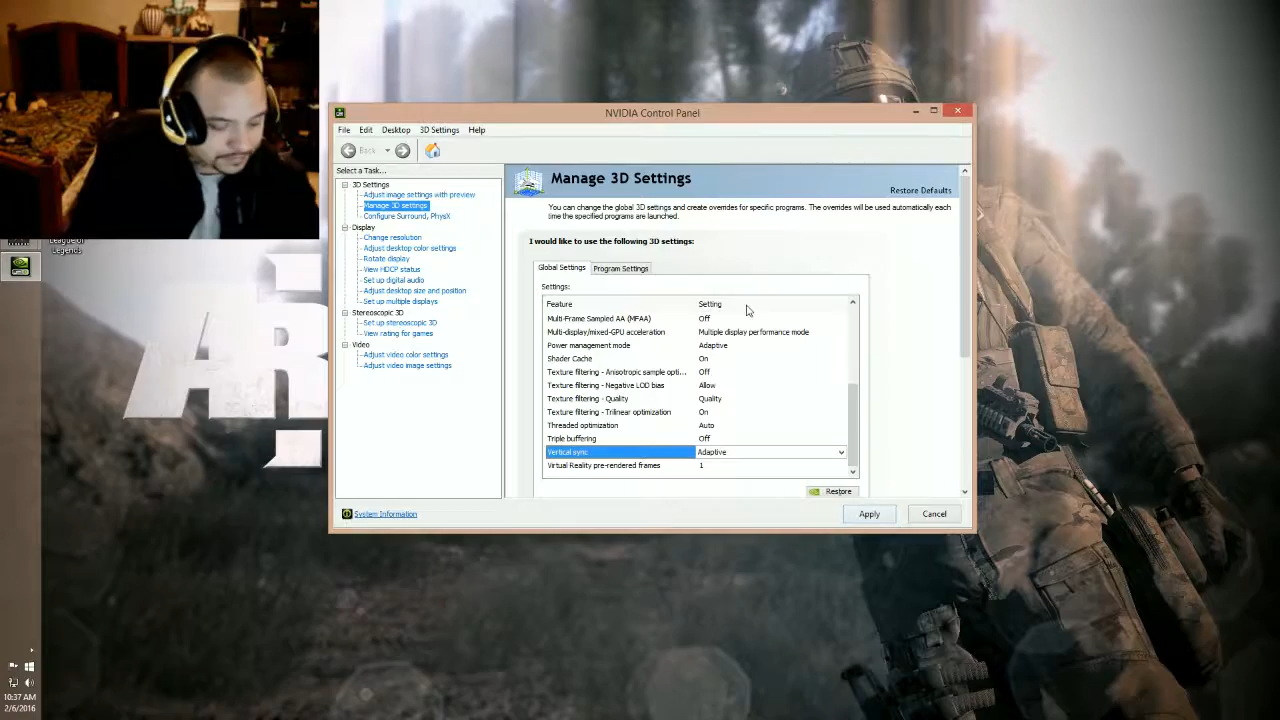 NVIDIA Control Panel
File Edit Desktop 3D Settings Help
Back
Select a Task...
3D Settings
Adjust image settings with preview
Manage 3D settings
Configure Surround, PhysX
Display
Change resolution
Adjust desktop color settings
Rotate display
View HDCP status
Set up digital audio
Adjust desktop size and position
Set up multiple displays
Stereoscopic 3D
Set up stereoscopic 3D
View rating for games
Video
Adjust video color settings
Adjust video image settings
System Information
Manage 3D Settings
Restore Defaults
You can change the global 3D settings and create overrides for specific programs. The overrides will be used automatically each
time the specified programs are launched.
I would like to use the following 3D settings:
Global Settings Program Settings
Settings:
Feature Setting
Multi-Frame Sampled AA (MFAA) Off
Multi-display/mixed-GPU acceleration Multiple display performance mode
Power management mode Adaptive
Shader Cache On
Texture filtering - Anisotropic sample opti... Off
Texture filtering - Negative LOD bias Allow
Texture filtering - Quality Quality
Texture filtering - Trilinear optimization On
Threaded optimization Auto
Triple buffering Off
Vertical sync Adaptive
Virtual Reality pre-rendered frames 1
Restore
Apply Cancel
League of
Legends
10:37 AM
2/6/2016